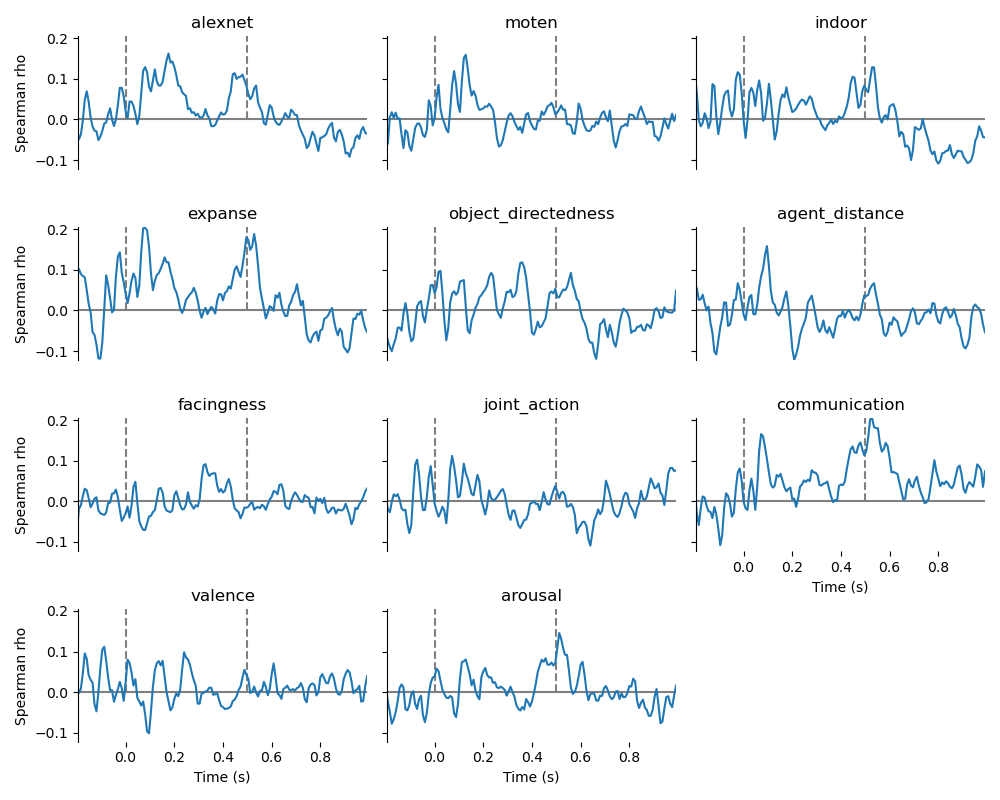 alexnet moten indoor
Spearman rho
0.2
0.1
0.0
−0.1
expanse object_directedness agent_distance
Spearman rho
0.2
0.1
0.0
−0.1
facingness joint_action communication
Spearman rho
0.2
0.1
0.0
−0.1
0.0 0.2 0.4 0.6 0.8
Time (s)
valence arousal
Spearman rho
0.2
0.1
0.0
−0.1
0.0 0.2 0.4 0.6 0.8 0.0 0.2 0.4 0.6 0.8
Time (s) Time (s)